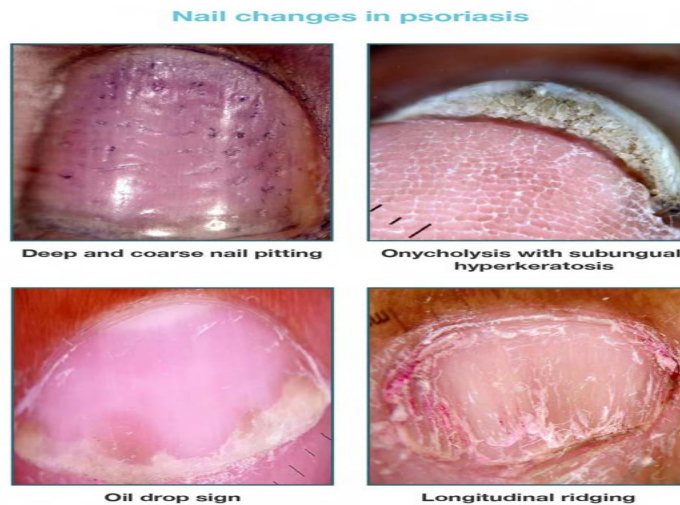 Nail changes in psoriasis
Deep and coarse nail pitting
Onycholysis with subungual
hyperkeratosis
Oil drop sign
Longitudinal ridging